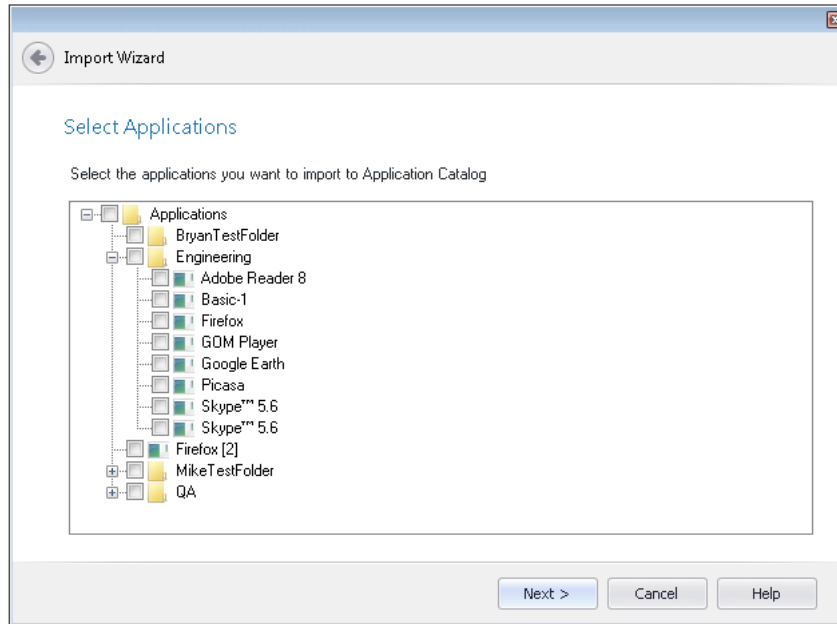 Import Wizard
Select Applications
Select the applications you want to import to Application Catalog
Applications
BryanTestFolder
Engineering
Adobe Reader 8
Basic-1
Firefox
GOM Player
Google Earth
Picasa
Skype™ 5.6
Skype™ 5.6
Firefox [2]
MikeTestFolder
QA
Next >
Cancel
Help